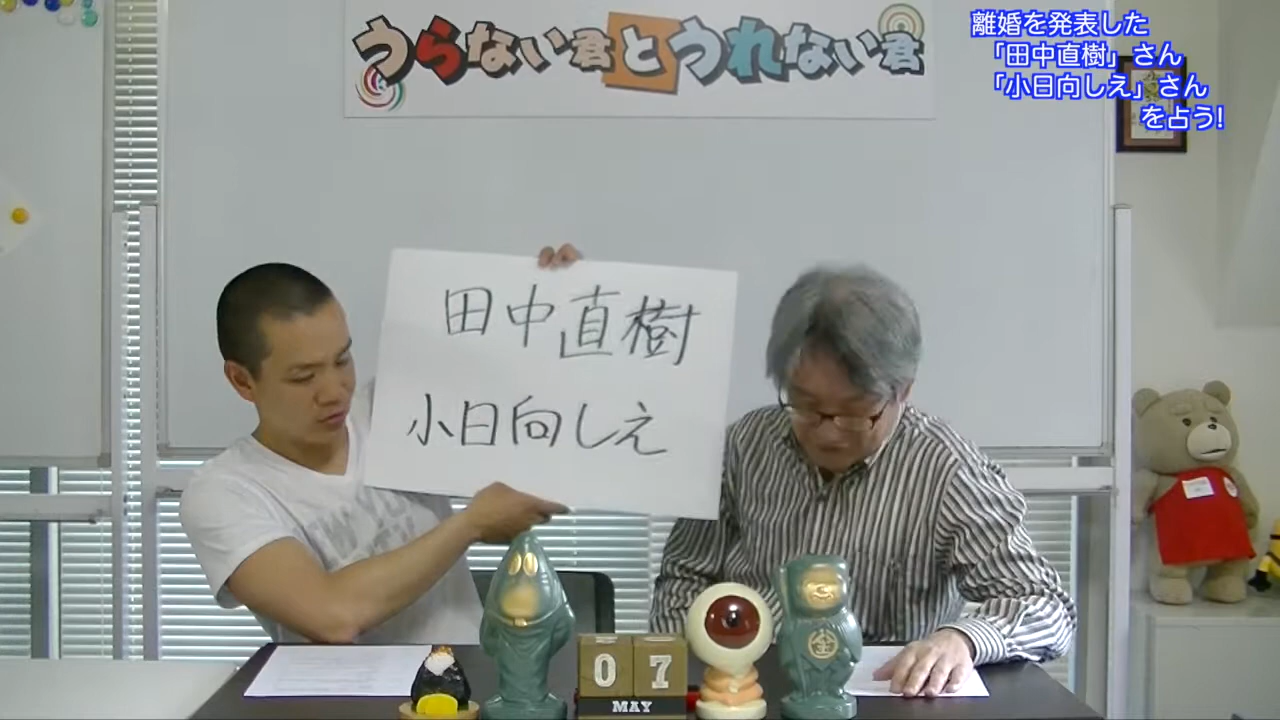 うらない君とうれない君
離婚を発表した
「田中直樹」さん
「小日向しえ」さん
を占う!
田中直樹
小日向しえ
07
MAY